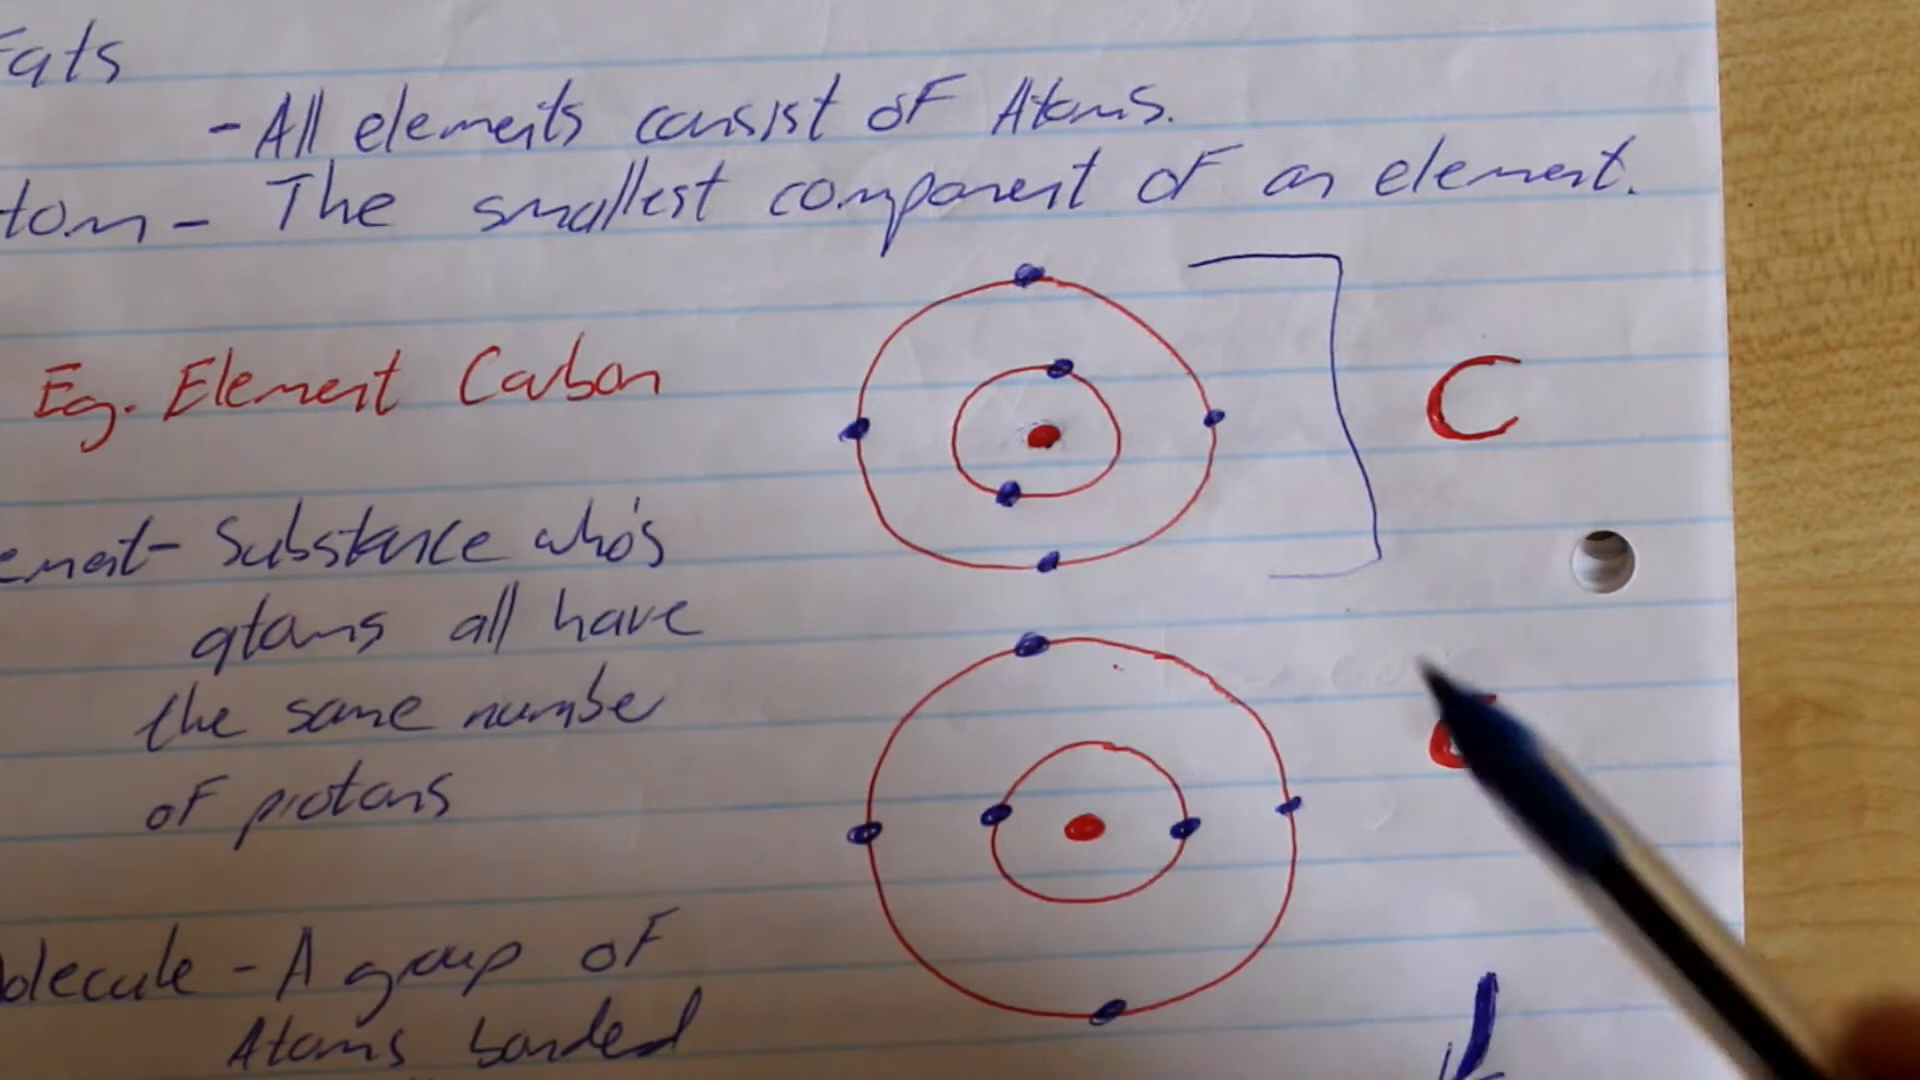 Fats
- All elements consist of Atoms.
tom - The smallest component of an element.
Eg. Element Carbon
C
ement - Substance who's
atoms all have
the same number
of protons
olecule - A group of
Atoms bonded